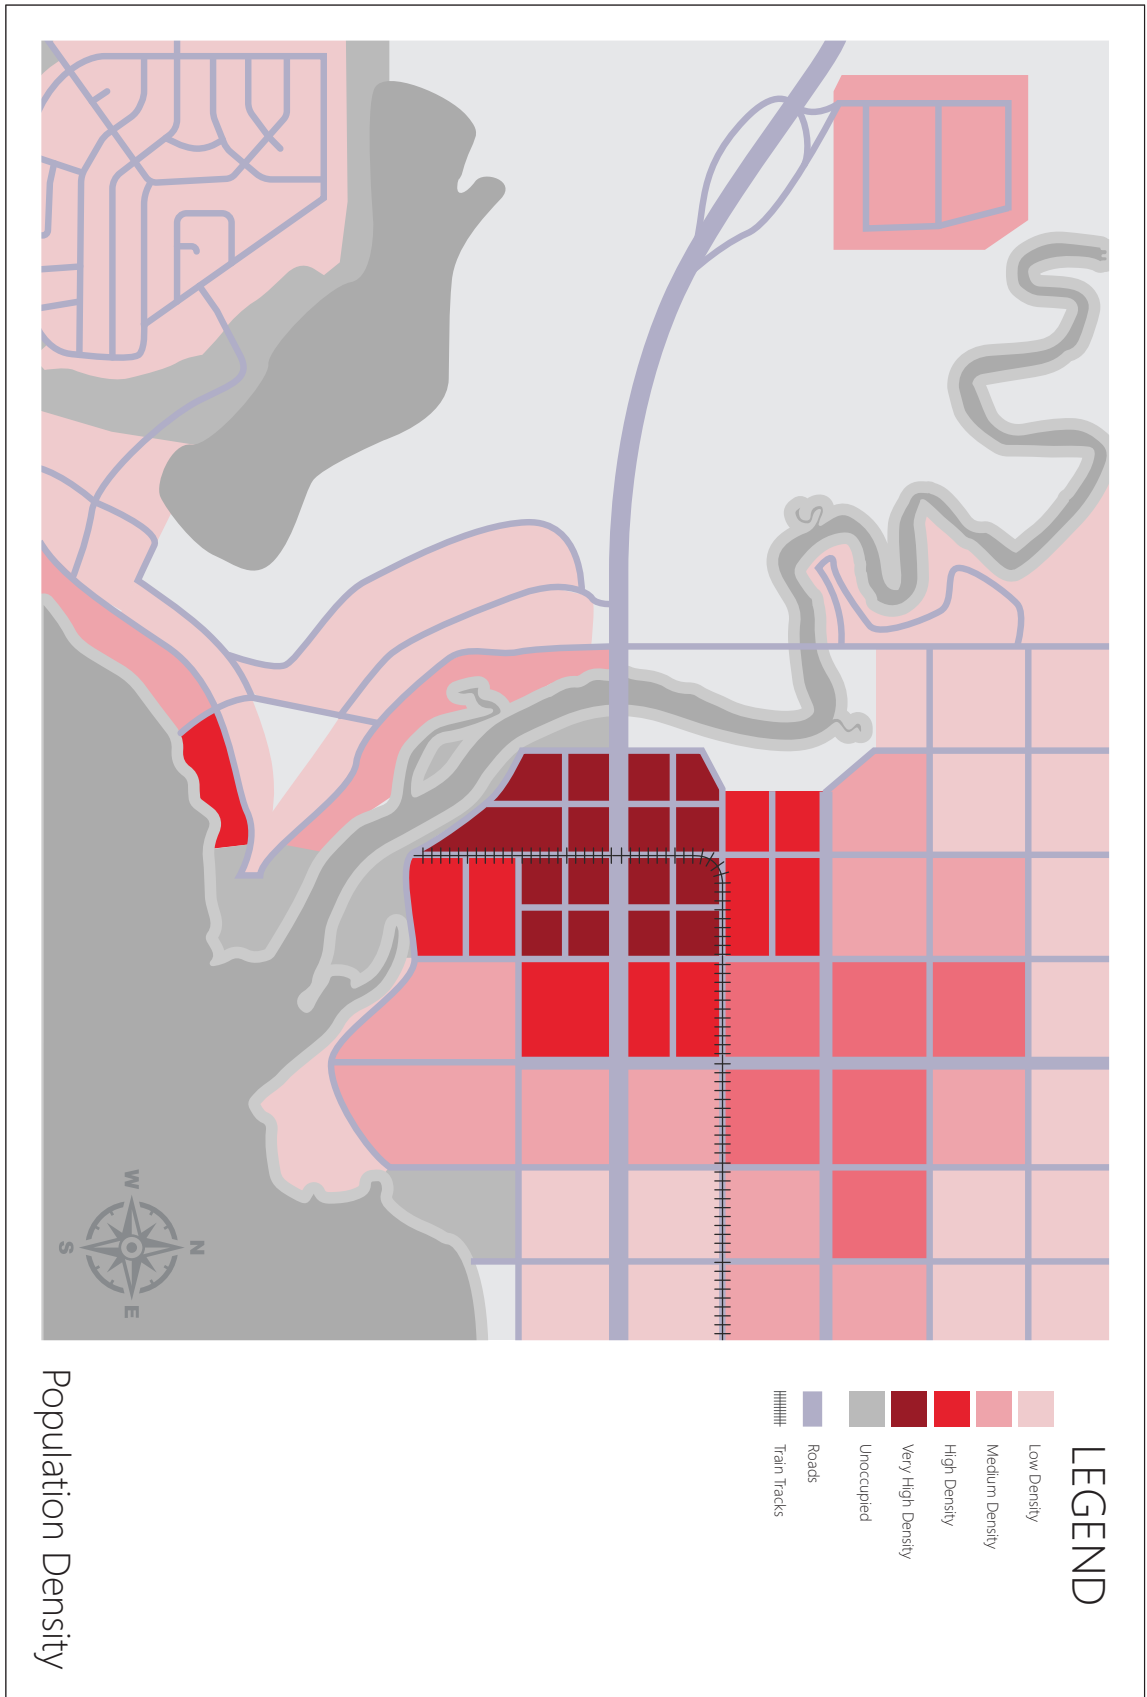 N
W
E
S
LEGEND
Low Density
Medium Density
High Density
Very High Density
Unoccupied
Roads
Train Tracks
Population Density